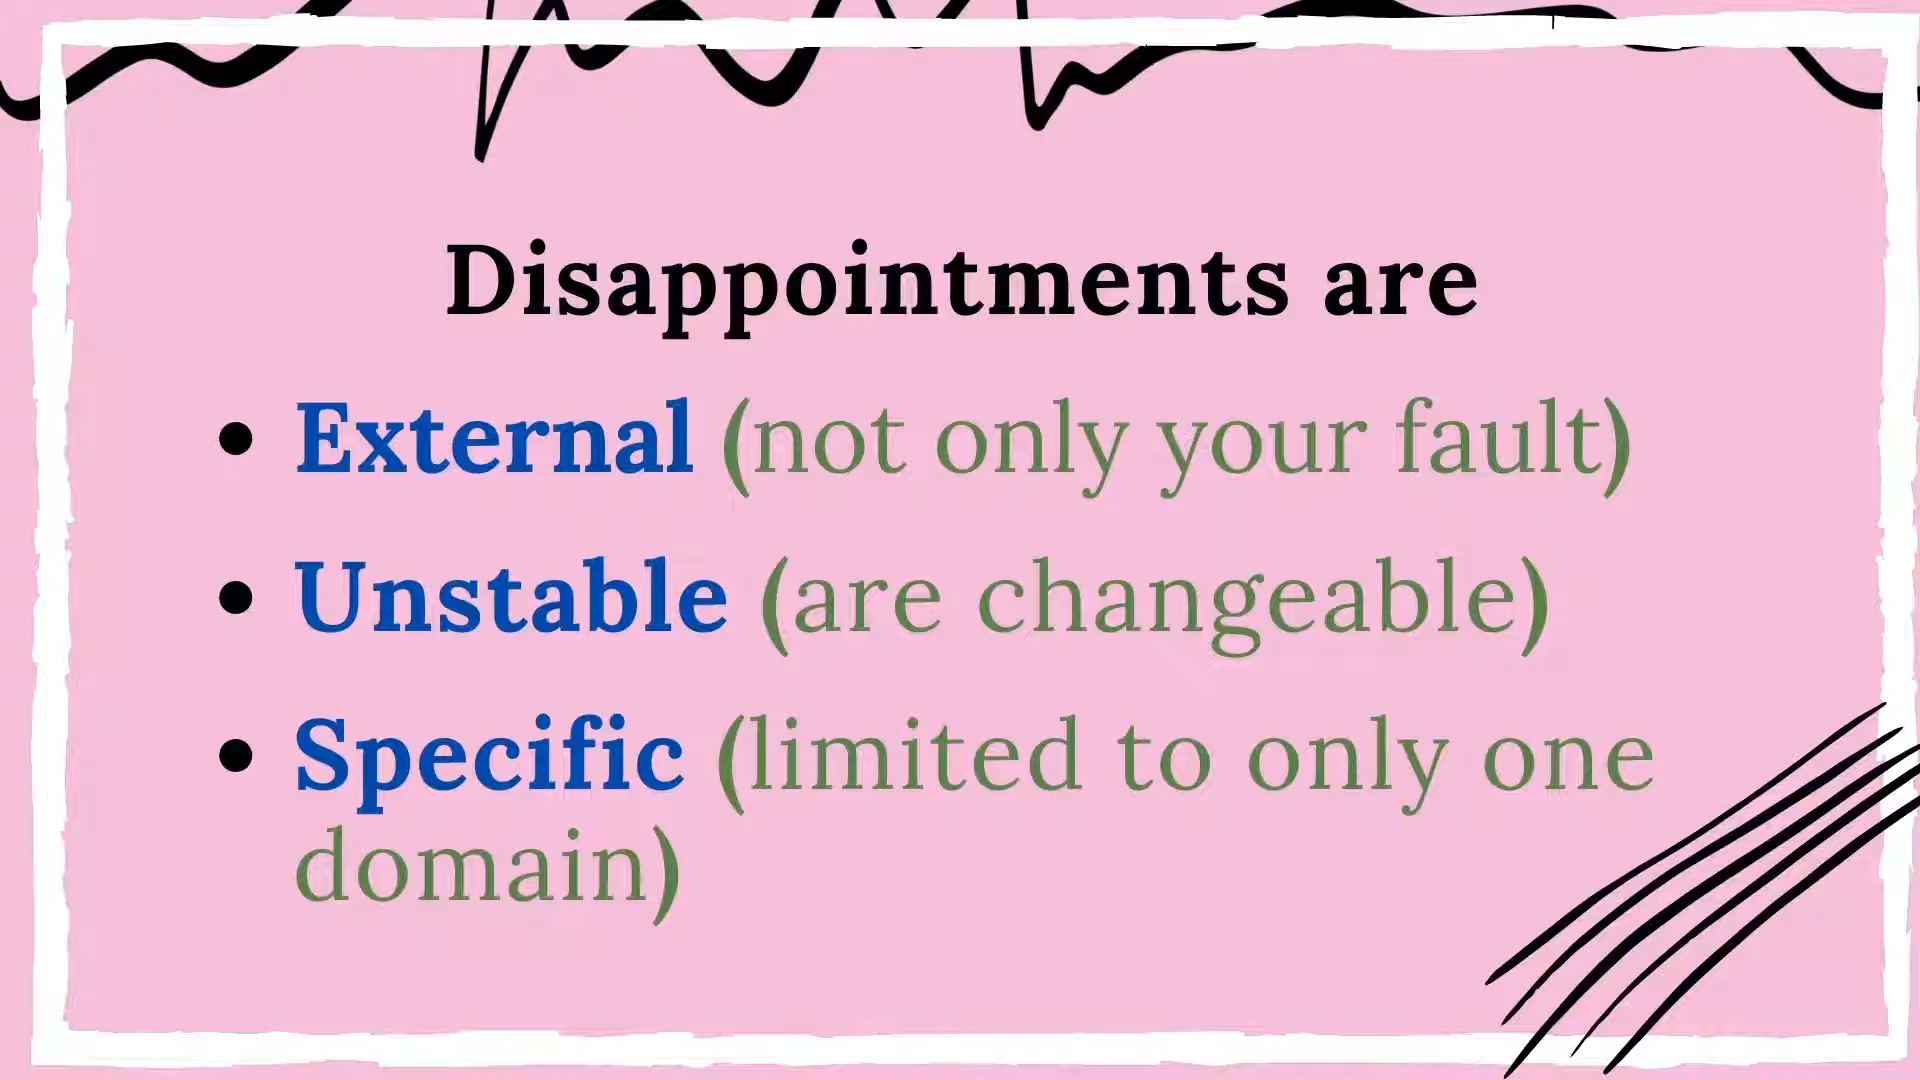 Disappointments are
• External (not only your fault)
• Unstable (are changeable)
• Specific (limited to only one
domain)